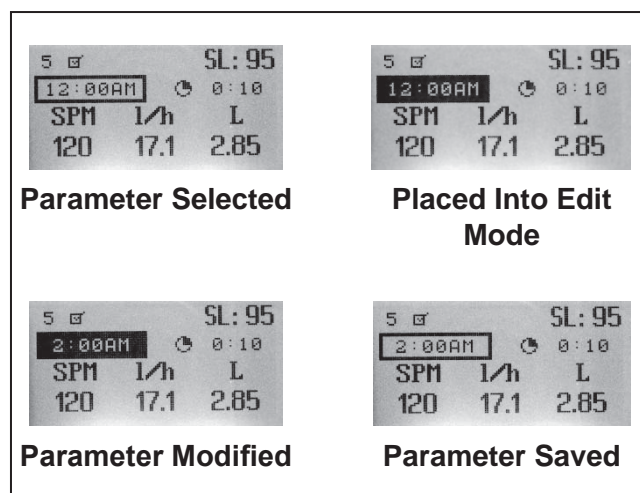 5 SL: 95
12:00AM 0:10
SPM l/h L
120 17.1 2.85
Parameter Selected
5 SL: 95
12:00AM 0:10
SPM l/h L
120 17.1 2.85
Placed Into Edit
Mode
5 SL: 95
2:00AM 0:10
SPM l/h L
120 17.1 2.85
Parameter Modified
5 SL: 95
2:00AM 0:10
SPM l/h L
120 17.1 2.85
Parameter Saved